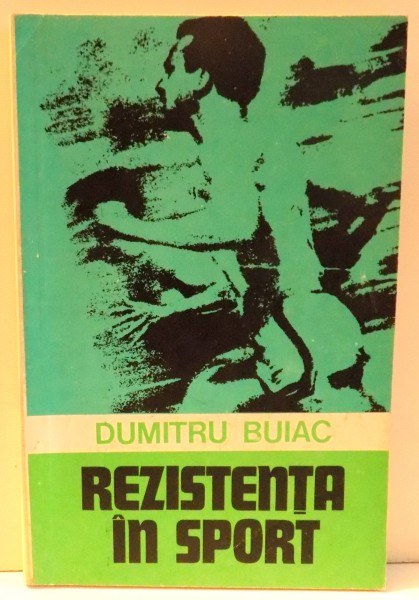 DUMITRU BUIAC
REZISTENȚA
ÎN SPORT